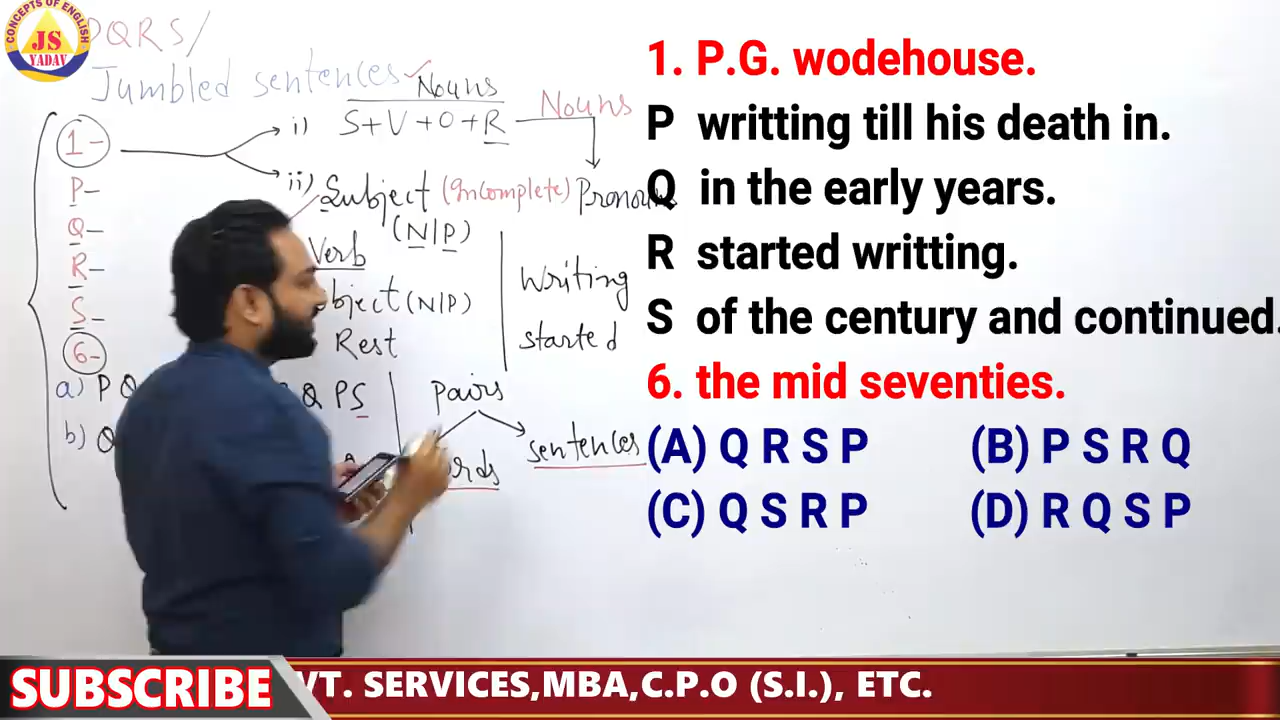 CONCEPTS OF ENGLISH
JS
YADAV
PQRS/
Jumbled sentences
Nouns
1-
P-
Q-
R-
S-
6-
i) S+V+O+R
Nouns
ii) Subject (Incomplete) Pronouns
(N|P)
Verb
Object (N|P)
Rest
Writing
started
a) P Q
Q P S
b) Q
pairs
sentences
1. P.G. wodehouse.
P writting till his death in.
Q in the early years.
R started writting.
S of the century and continued.
6. the mid seventies.
(A) Q R S P (B) P S R Q
(C) Q S R P (D) R Q S P
SUBSCRIBE
VT. SERVICES,MBA,C.P.O (S.I.), ETC.